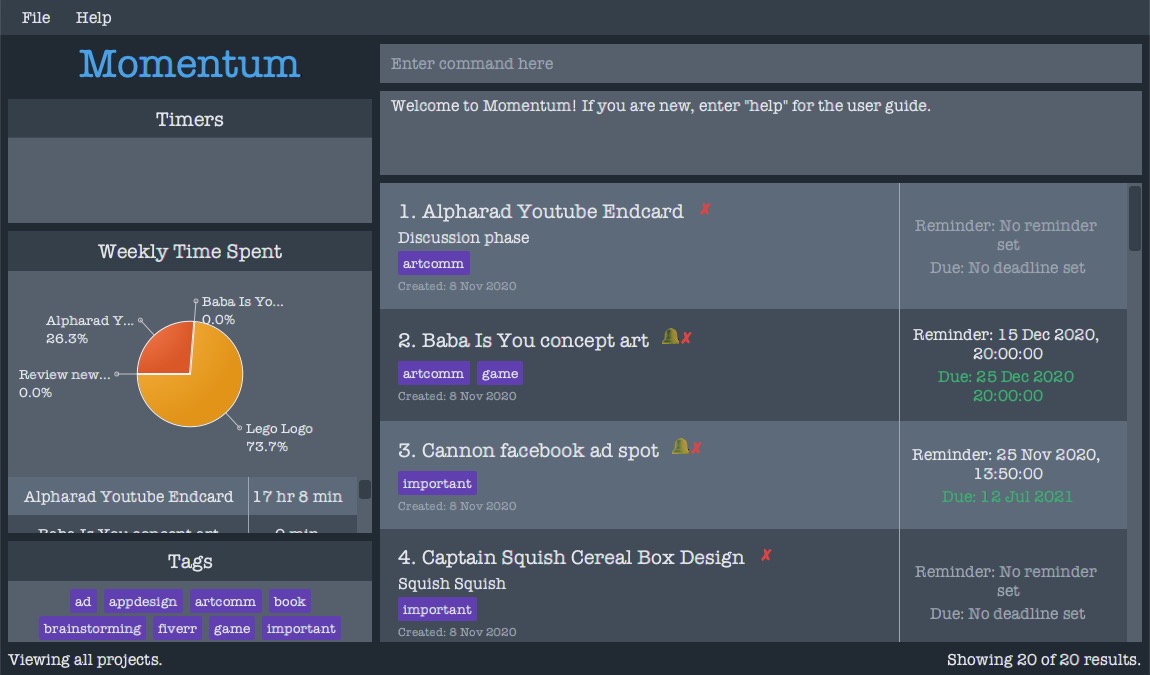 File Help
Momentum
Timers
Weekly Time Spent
Baba Is Yo...
0.0%
Alpharad Y...
26.3%
Review new...
0.0%
Lego Logo
73.7%
Alpharad Youtube Endcard 17 hr 8 min
Baba Is You concept art 0 min
Tags
ad appdesign artcomm book
brainstorming fiverr game important
Enter command here
Welcome to Momentum! If you are new, enter "help" for the user guide.
1. Alpharad Youtube Endcard ✘
Discussion phase
artcomm
Created: 8 Nov 2020
Reminder: No reminder
set
Due: No deadline set
2. Baba Is You concept art ✘
artcomm game
Created: 8 Nov 2020
Reminder: 15 Dec 2020,
20:00:00
Due: 25 Dec 2020
20:00:00
3. Cannon facebook ad spot ✘
important
Created: 8 Nov 2020
Reminder: 25 Nov 2020,
13:50:00
Due: 12 Jul 2021
4. Captain Squish Cereal Box Design ✘
Squish Squish
important
Created: 8 Nov 2020
Reminder: No reminder
set
Due: No deadline set
Viewing all projects.
Showing 20 of 20 results.